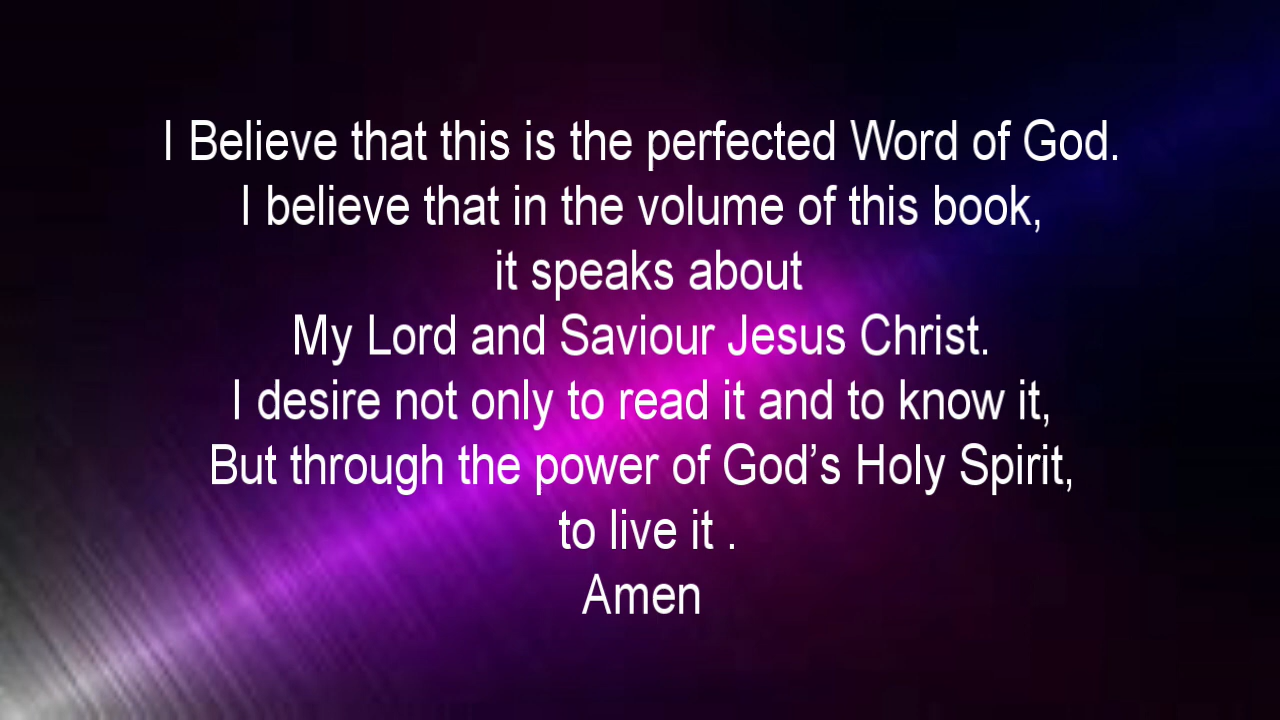 I Believe that this is the perfected Word of God.
I believe that in the volume of this book,
it speaks about
My Lord and Saviour Jesus Christ.
I desire not only to read it and to know it,
But through the power of God’s Holy Spirit,
to live it .
Amen